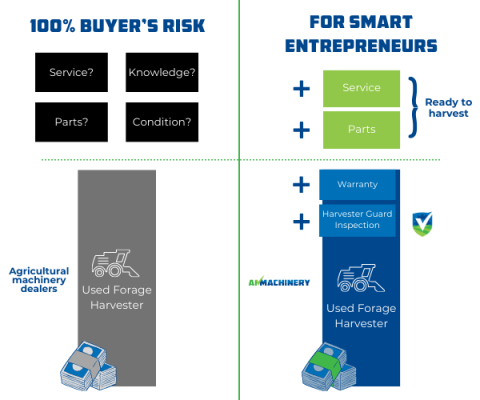 100% BUYER'S RISK
Service?
Knowledge?
Parts?
Condition?
Agricultural
machinery
dealers
Used Forage
Harvester
FOR SMART
ENTREPRENEURS
+ Service
+ Parts
Ready to
harvest
+ Warranty
+ Harvester Guard
Inspection
ANMACHINERY
Used Forage
Harvester